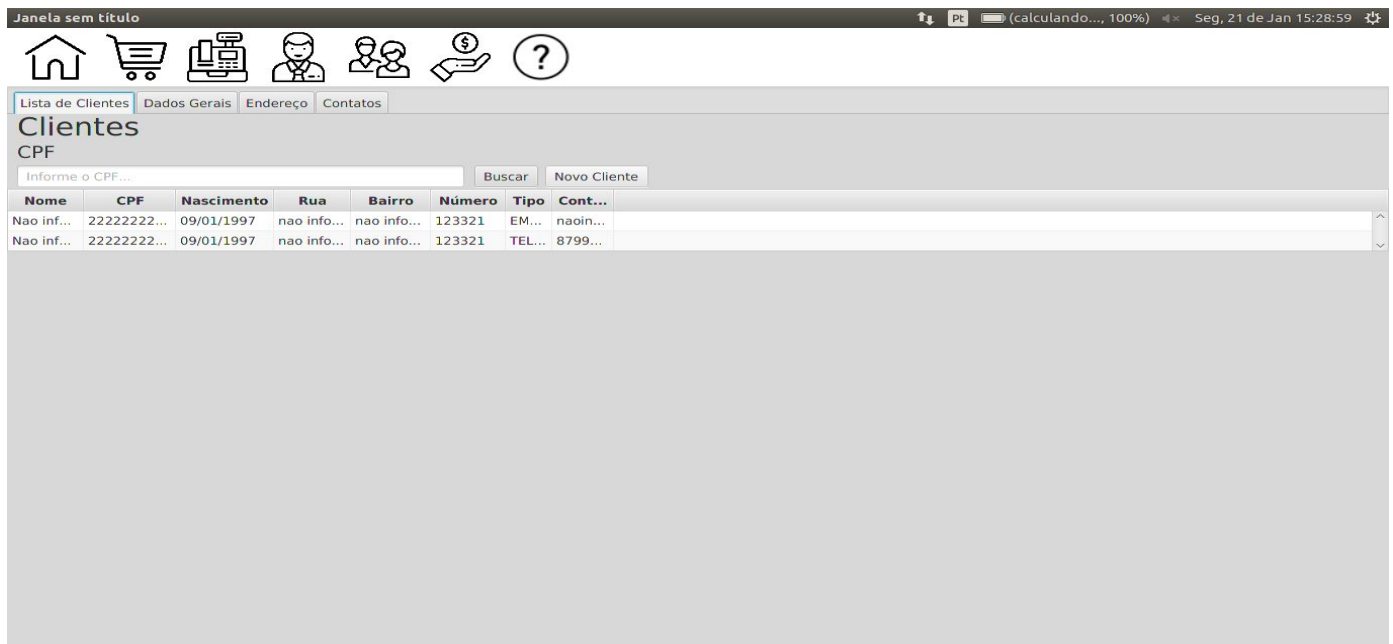 Janela sem título Pt (calculando..., 100%) Seg, 21 de Jan 15:28:59
$ ?
Lista de Clientes Dados Gerais Endereço Contatos
Clientes
CPF
Informe o CPF... Buscar Novo Cliente
Nome CPF Nascimento Rua Bairro Número Tipo Cont...
Nao inf... 22222222... 09/01/1997 nao info... nao info... 123321 EM... naoin...
Nao inf... 22222222... 09/01/1997 nao info... nao info... 123321 TEL... 8799...